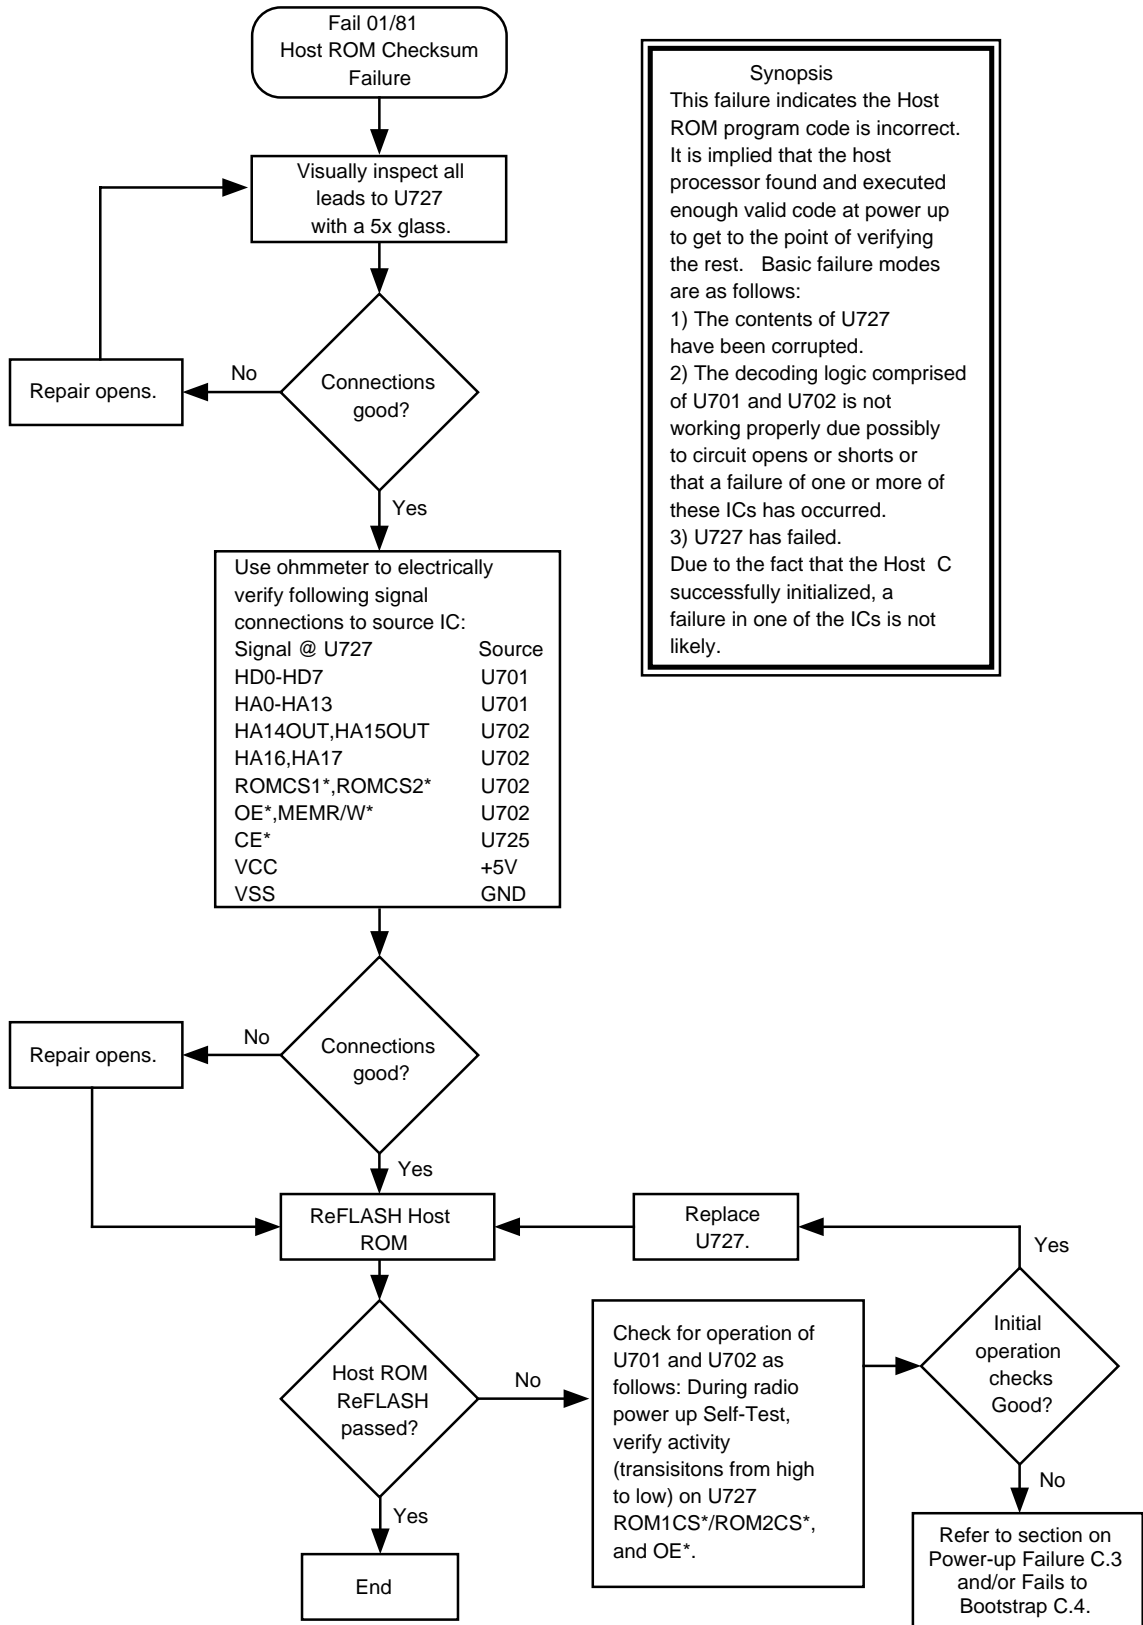 Fail 01/81
Host ROM Checksum
Failure
Visually inspect all
leads to U727
with a 5x glass.
Connections
good?
No
Repair opens.
Yes
Use ohmmeter to electrically
verify following signal
connections to source IC:
Signal @ U727 Source
HD0-HD7 U701
HA0-HA13 U701
HA14OUT,HA15OUT U702
HA16,HA17 U702
ROMCS1*,ROMCS2* U702
OE*,MEMR/W* U702
CE* U725
VCC +5V
VSS GND
Connections
good?
No
Repair opens.
Yes
ReFLASH Host
ROM
Host ROM
ReFLASH
passed?
Yes
End
No
Check for operation of
U701 and U702 as
follows: During radio
power up Self-Test,
verify activity
(transisitons from high
to low) on U727
ROM1CS*/ROM2CS*,
and OE*.
Initial
operation
checks
Good?
Yes
Replace
U727.
No
Refer to section on
Power-up Failure C.3
and/or Fails to
Bootstrap C.4.
Synopsis
This failure indicates the Host
ROM program code is incorrect.
It is implied that the host
processor found and executed
enough valid code at power up
to get to the point of verifying
the rest. Basic failure modes
are as follows:
1) The contents of U727
have been corrupted.
2) The decoding logic comprised
of U701 and U702 is not
working properly due possibly
to circuit opens or shorts or
that a failure of one or more of
these ICs has occurred.
3) U727 has failed.
Due to the fact that the Host C
successfully initialized, a
failure in one of the ICs is not
likely.